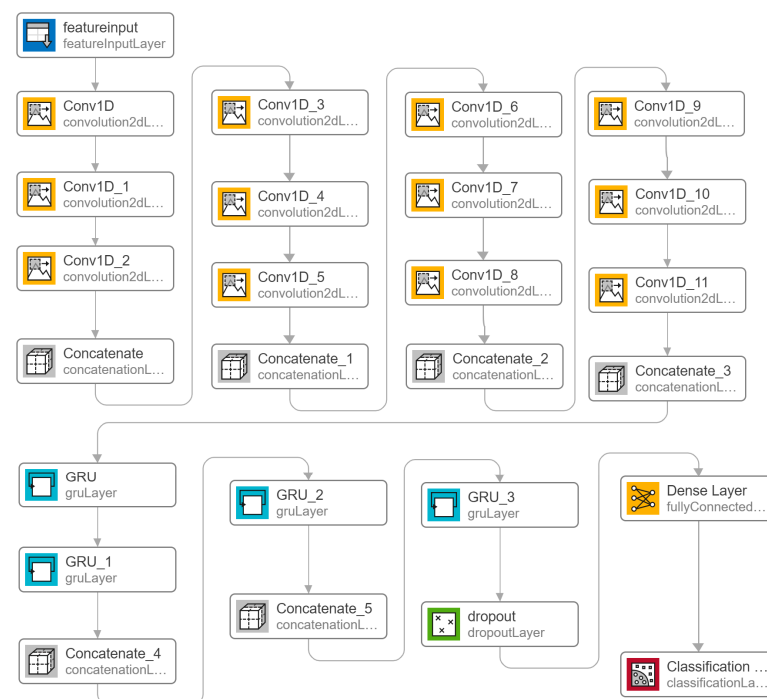 featureinput
featureInputLayer
Conv1D
convolution2dL...
Conv1D_1
convolution2dL...
Conv1D_2
convolution2dL...
Concatenate
concatenationL...
Conv1D_3
convolution2dL...
Conv1D_4
convolution2dL...
Conv1D_5
convolution2dL...
Concatenate_1
concatenationL...
Conv1D_6
convolution2dL...
Conv1D_7
convolution2dL...
Conv1D_8
convolution2dL...
Concatenate_2
concatenationL...
Conv1D_9
convolution2dL...
Conv1D_10
convolution2dL...
Conv1D_11
convolution2dL...
Concatenate_3
concatenationL...
GRU
gruLayer
GRU_1
gruLayer
Concatenate_4
concatenationL...
GRU_2
gruLayer
Concatenate_5
concatenationL...
GRU_3
gruLayer
dropout
dropoutLayer
Dense Layer
fullyConnected...
Classification ...
classificationLa...